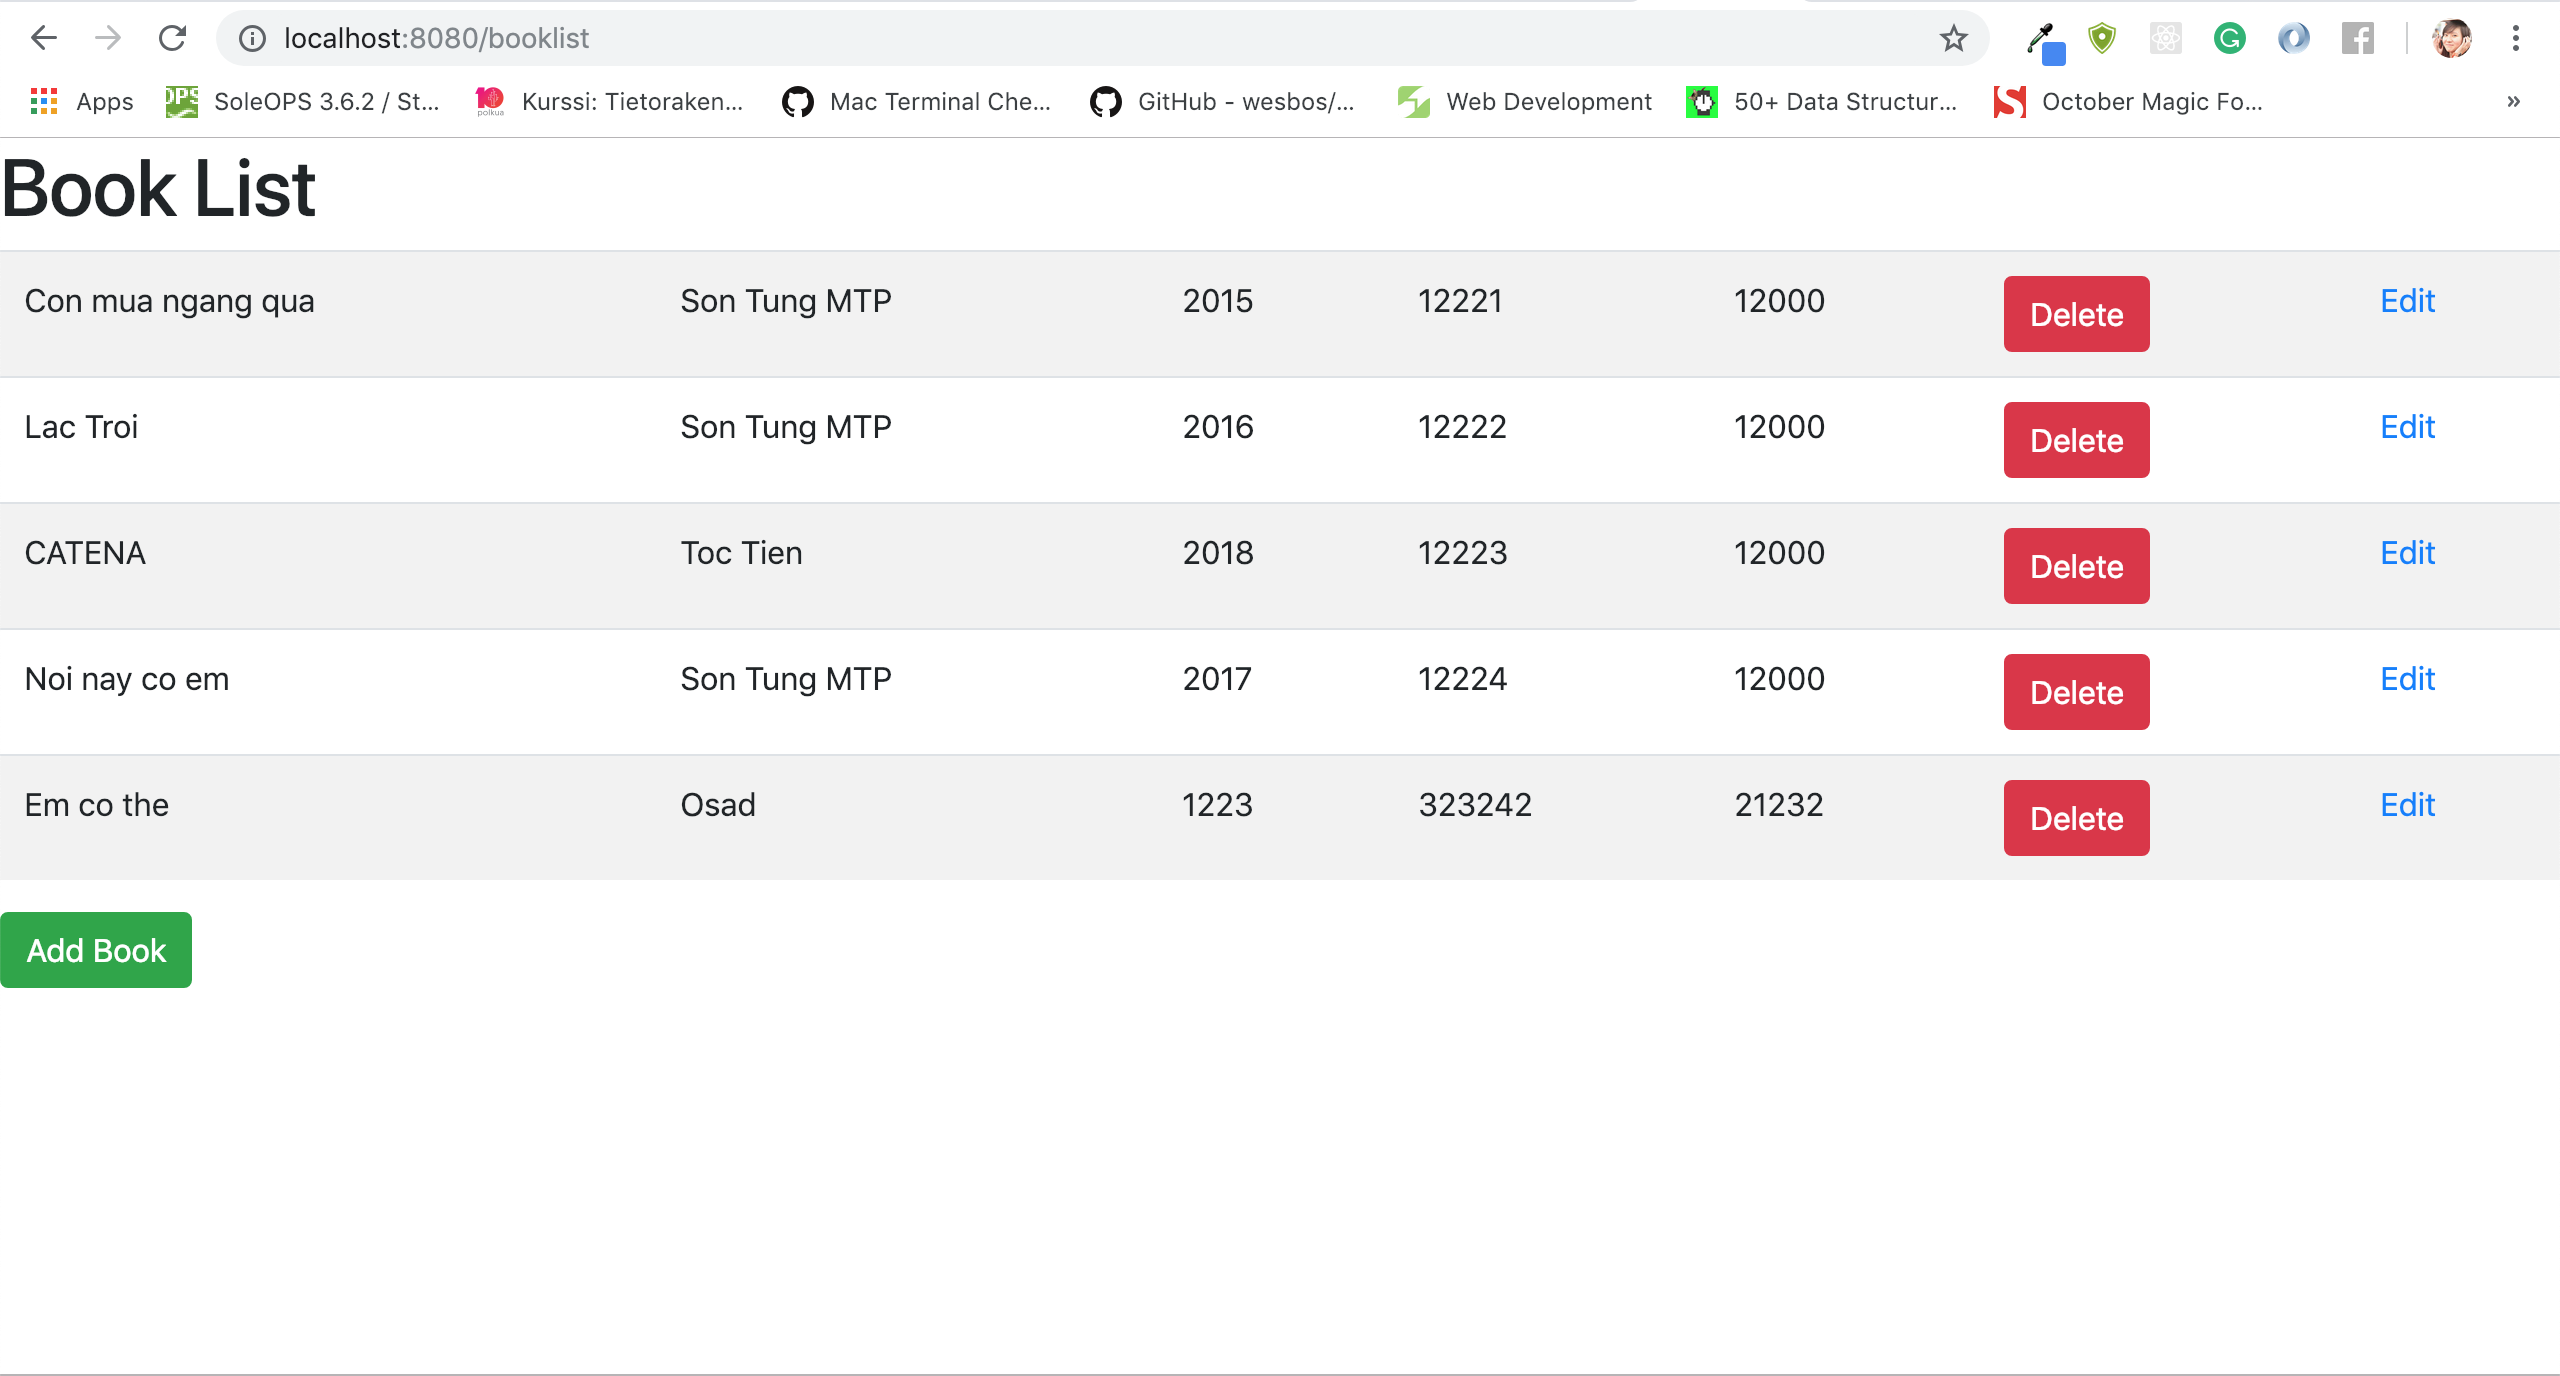 localhost:8080/booklist
Apps SoleOPS 3.6.2 / St... Kurssi: Tietoraken... Mac Terminal Che... GitHub - wesbos/... Web Development 50+ Data Structur... October Magic Fo... »
Book List
Con mua ngang qua Son Tung MTP 2015 12221 12000 Delete Edit
Lac Troi Son Tung MTP 2016 12222 12000 Delete Edit
CATENA Toc Tien 2018 12223 12000 Delete Edit
Noi nay co em Son Tung MTP 2017 12224 12000 Delete Edit
Em co the Osad 1223 323242 21232 Delete Edit
Add Book